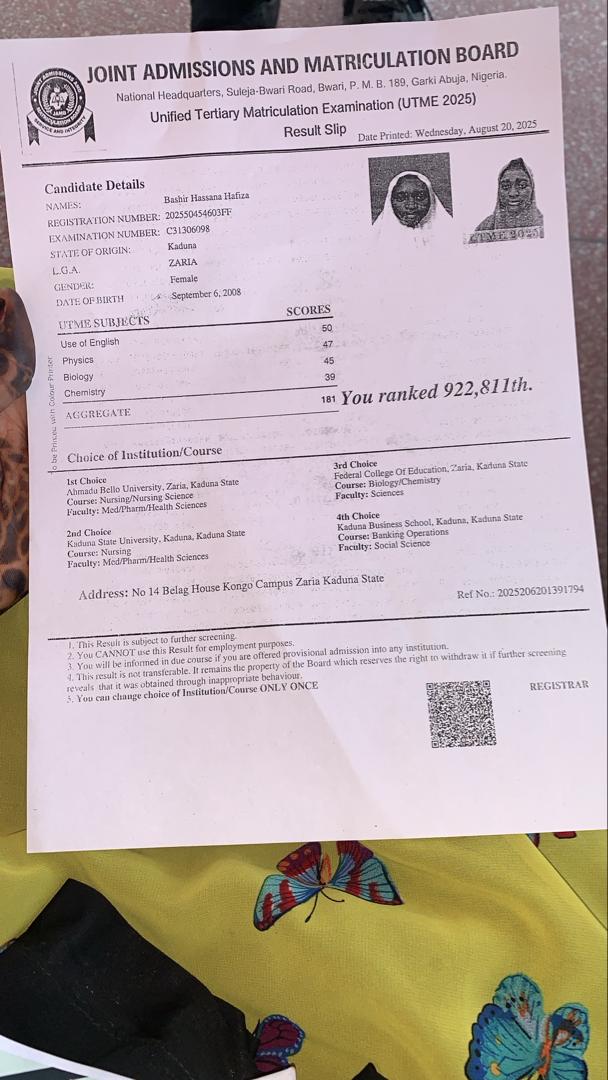 JOINT ADMISSIONS AND MATRICULATION BOARD
National Headquarters, Suleja-Bwari Road, Bwari, P. M. B. 189, Garki Abuja, Nigeria.
Unified Tertiary Matriculation Examination (UTME 2025)
Result Slip
Date Printed: Wednesday, August 20, 2025
SERVICE AND INTEGRITY
Candidate Details
NAMES: Bashir Hassana Hafiza
REGISTRATION NUMBER: 202550454603FF
EXAMINATION NUMBER: C31306098
STATE OF ORIGIN: Kaduna
L.G.A. ZARIA
GENDER: Female
DATE OF BIRTH September 6, 2008
UTME 2025
UTME SUBJECTS SCORES
Use of English 50
Physics 47
Biology 45
Chemistry 39
AGGREGATE 181
You ranked 922,811th.
o be Printed with Colour Printer
Choice of Institution/Course
1st Choice
Ahmadu Bello University, Zaria, Kaduna State
Course: Nursing/Nursing Science
Faculty: Med/Pharm/Health Sciences
2nd Choice
Kaduna State University, Kaduna, Kaduna State
Course: Nursing
Faculty: Med/Pharm/Health Sciences
3rd Choice
Federal College Of Education, Zaria, Kaduna State
Course: Biology/Chemistry
Faculty: Sciences
4th Choice
Kaduna Business School, Kaduna, Kaduna State
Course: Banking Operations
Faculty: Social Science
Address: No 14 Belag House Kongo Campus Zaria Kaduna State
Ref No.: 2025206201391794
1. This Result is subject to further screening.
2. You CANNOT use this Result for employment purposes.
3. You will be informed in due course if you are offered provisional admission into any institution.
4. This result is not transferable. It remains the property of the Board which reserves the right to withdraw it if further screening
reveals that it was obtained through inappropriate behaviour.
5. You can change choice of Institution/Course ONLY ONCE
REGISTRAR